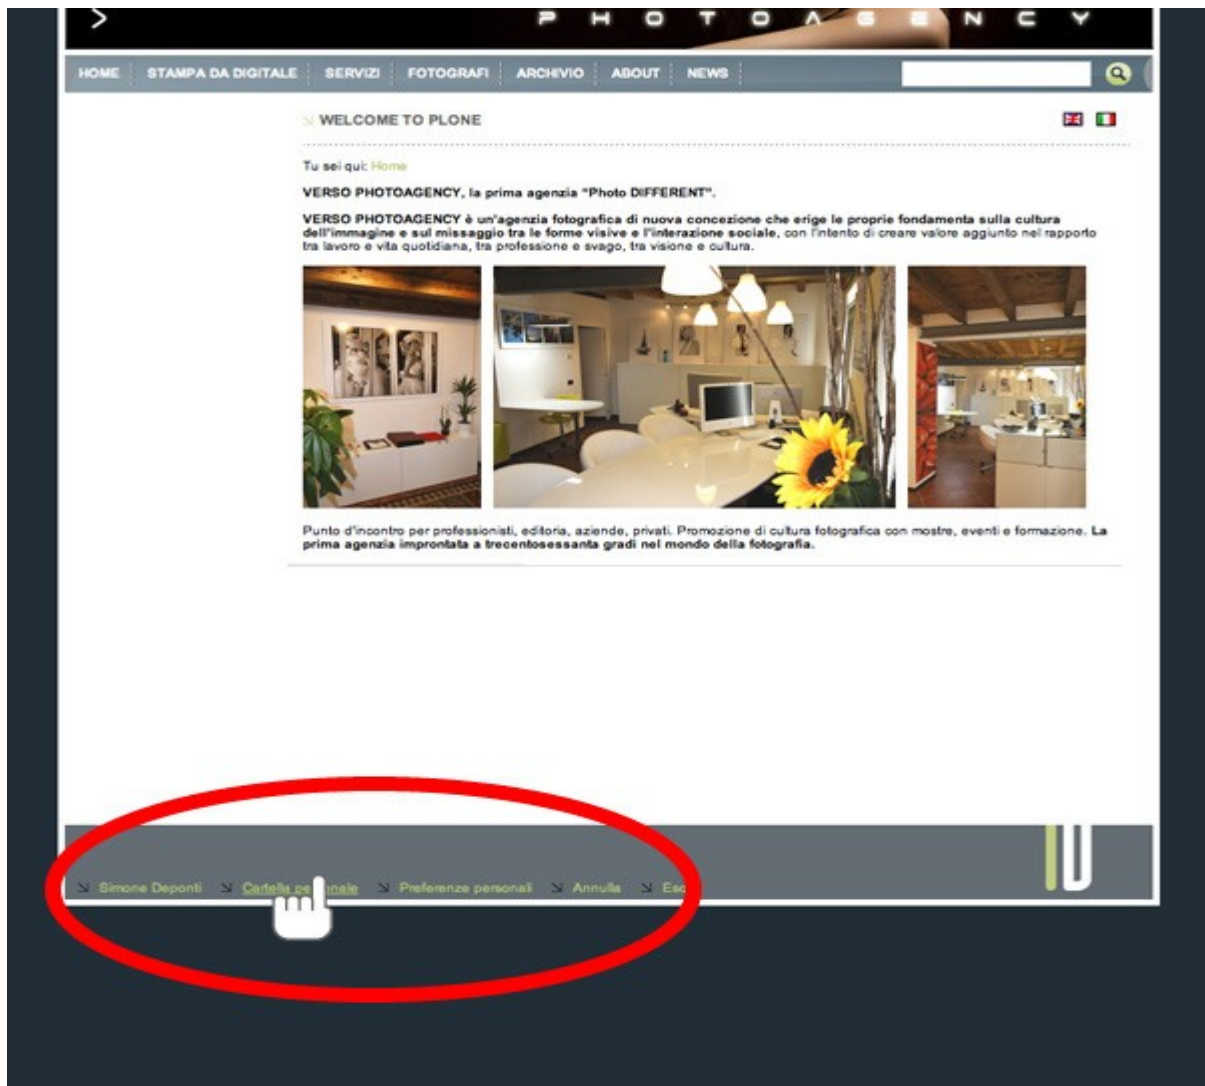 > PHOTOAGENCY
HOME STAMPA DA DIGITALE SERVIZI FOTOGRAFI ARCHIVIO ABOUT NEWS
WELCOME TO PLONE
Tu sei qui: Home
VERSO PHOTOAGENCY, la prima agenzia "Photo DIFFERENT".
VERSO PHOTOAGENCY è un'agenzia fotografica di nuova concezione che erige le proprie fondamenta sulla cultura
dell'immagine e sul missaggio tra le forme visive e l'interazione sociale, con l'intento di creare valore aggiunto nel rapporto
tra lavoro e vita quotidiana, tra professione e svago, tra visione e cultura.
Punto d'incontro per professionisti, editoria, aziende, privati. Promozione di cultura fotografica con mostre, eventi e formazione. La
prima agenzia improntata a trecentosessanta gradi nel mondo della fotografia.
Simone Deponti Cartella Preferenze personali Annulla